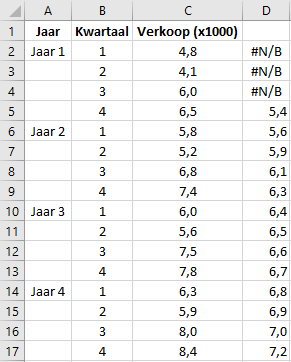 A B C D
1 Jaar Kwartaal Verkoop (x1000)
2 Jaar 1 1 4,8 #N/B
3 2 4,1 #N/B
4 3 6,0 #N/B
5 4 6,5 5,4
6 Jaar 2 1 5,8 5,6
7 2 5,2 5,9
8 3 6,8 6,1
9 4 7,4 6,3
10 Jaar 3 1 6,0 6,4
11 2 5,6 6,5
12 3 7,5 6,6
13 4 7,8 6,7
14 Jaar 4 1 6,3 6,8
15 2 5,9 6,9
16 3 8,0 7,0
17 4 8,4 7,2